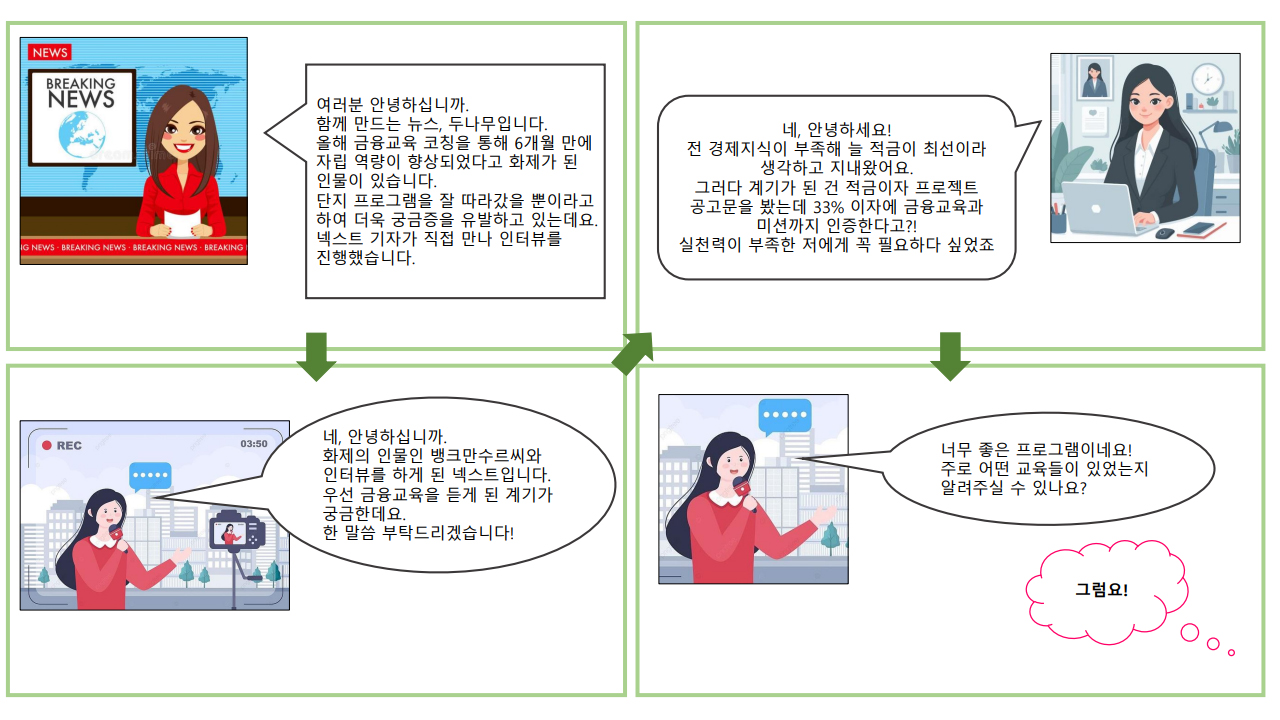 NEWS
BREAKING
NEWS
NG NEWS · BREAKING NEWS · BREAKING NEWS · BREAKING N
여러분 안녕하십니까.
함께 만드는 뉴스, 두나무입니다.
올해 금융교육 코칭을 통해 6개월 만에
자립 역량이 향상되었다고 화제가 된
인물이 있습니다.
단지 프로그램을 잘 따라갔을 뿐이라고
하여 더욱 궁금증을 유발하고 있는데요.
넥스트 기자가 직접 만나 인터뷰를
진행했습니다.
REC
03:50
네, 안녕하십니까.
화제의 인물인 뱅크만수르씨와
인터뷰를 하게 된 넥스트입니다.
우선 금융교육을 듣게 된 계기가
궁금한데요.
한 말씀 부탁드리겠습니다!
네, 안녕하세요!
전 경제지식이 부족해 늘 적금이 최선이라
생각하고 지내왔어요.
그러다 계기가 된 건 적금이자 프로젝트
공고문을 봤는데 33% 이자에 금융교육과
미션까지 인증한다고?!
실천력이 부족한 저에게 꼭 필요하다 싶었죠
너무 좋은 프로그램이네요!
주로 어떤 교육들이 있었는지
알려주실 수 있나요?
그럼요!